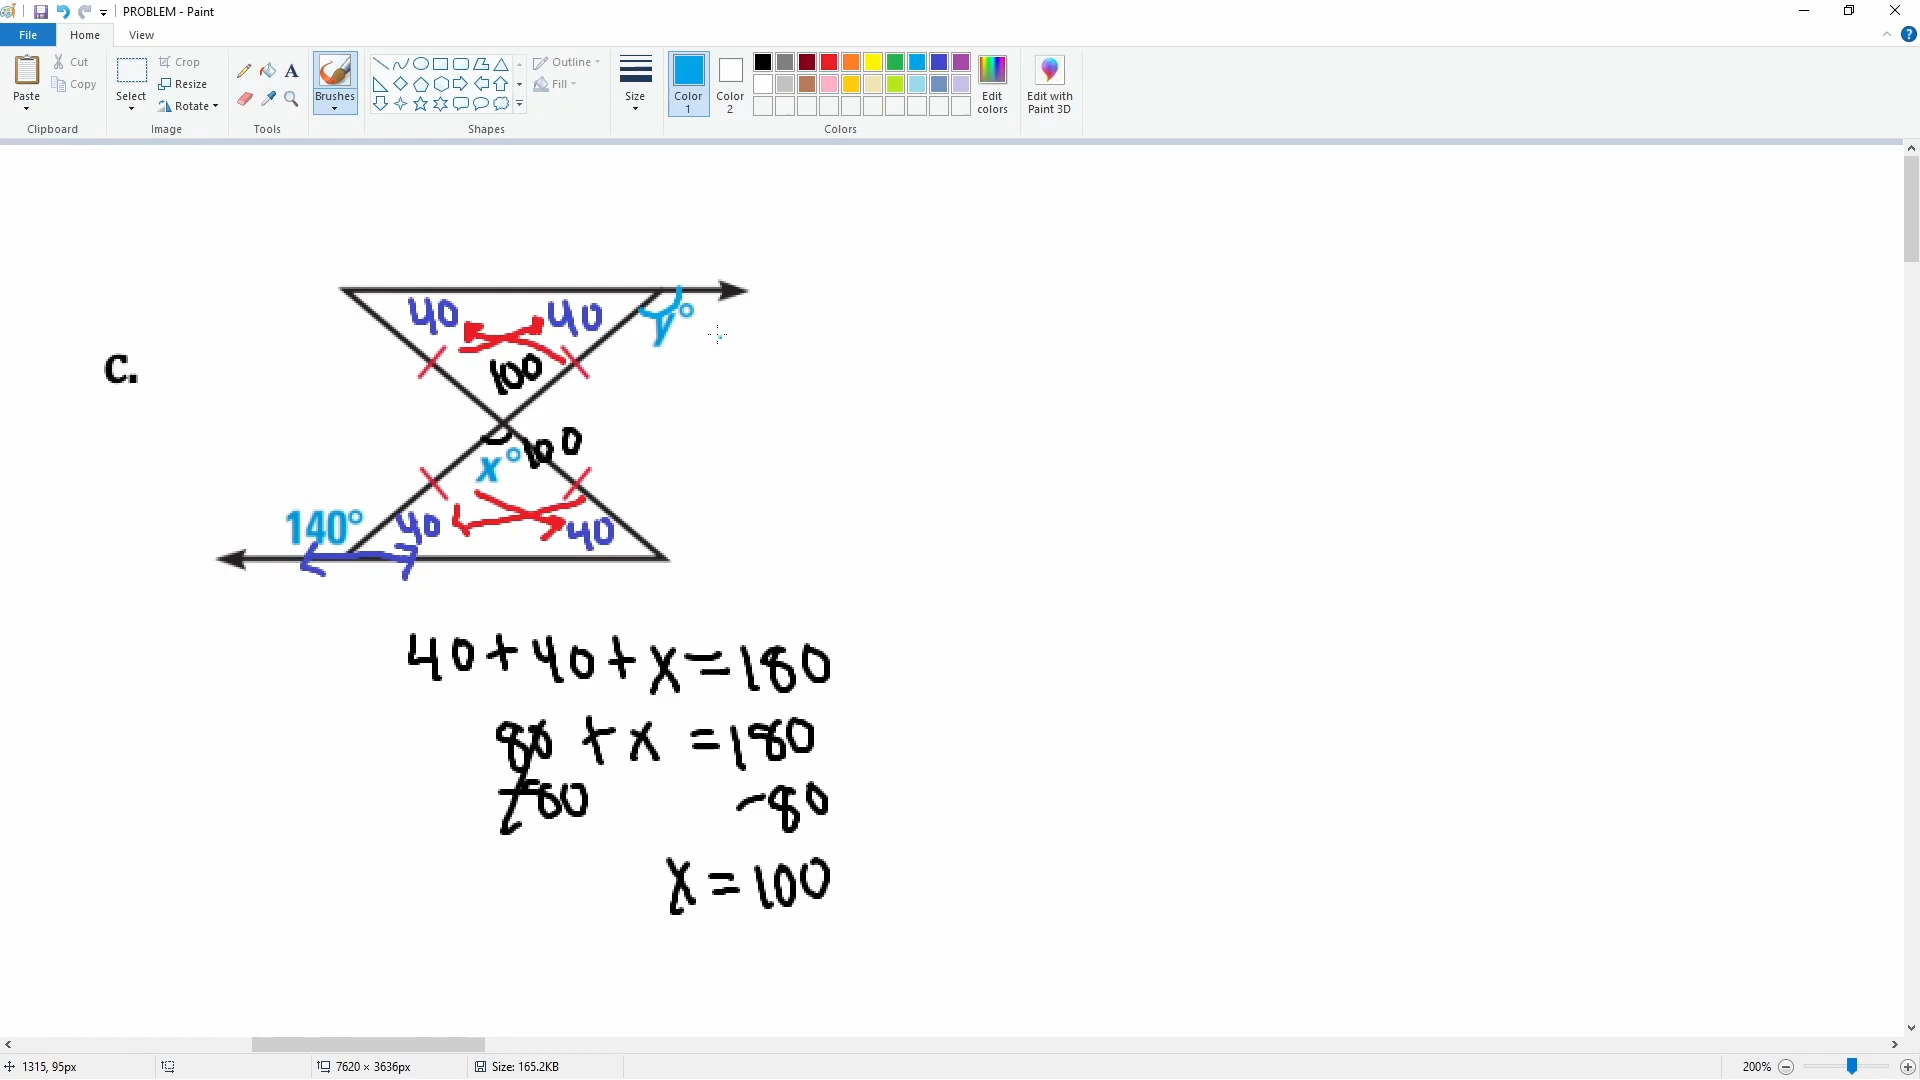 PROBLEM - Paint
File Home View
Paste
Cut
Copy
Clipboard
Select
Crop
Resize
Rotate
Image
Tools
Brushes
Shapes
Outline
Fill
Size
Color 1
Color 2
Colors
Edit colors
Edit with Paint 3D
C.
40 40
y°
100
x° 100
140° 40 40
40 + 40 + x = 180
80 + x = 180
-80 -80
x = 100
1315, 95px
7620 × 3636px
Size: 165.2KB
200%